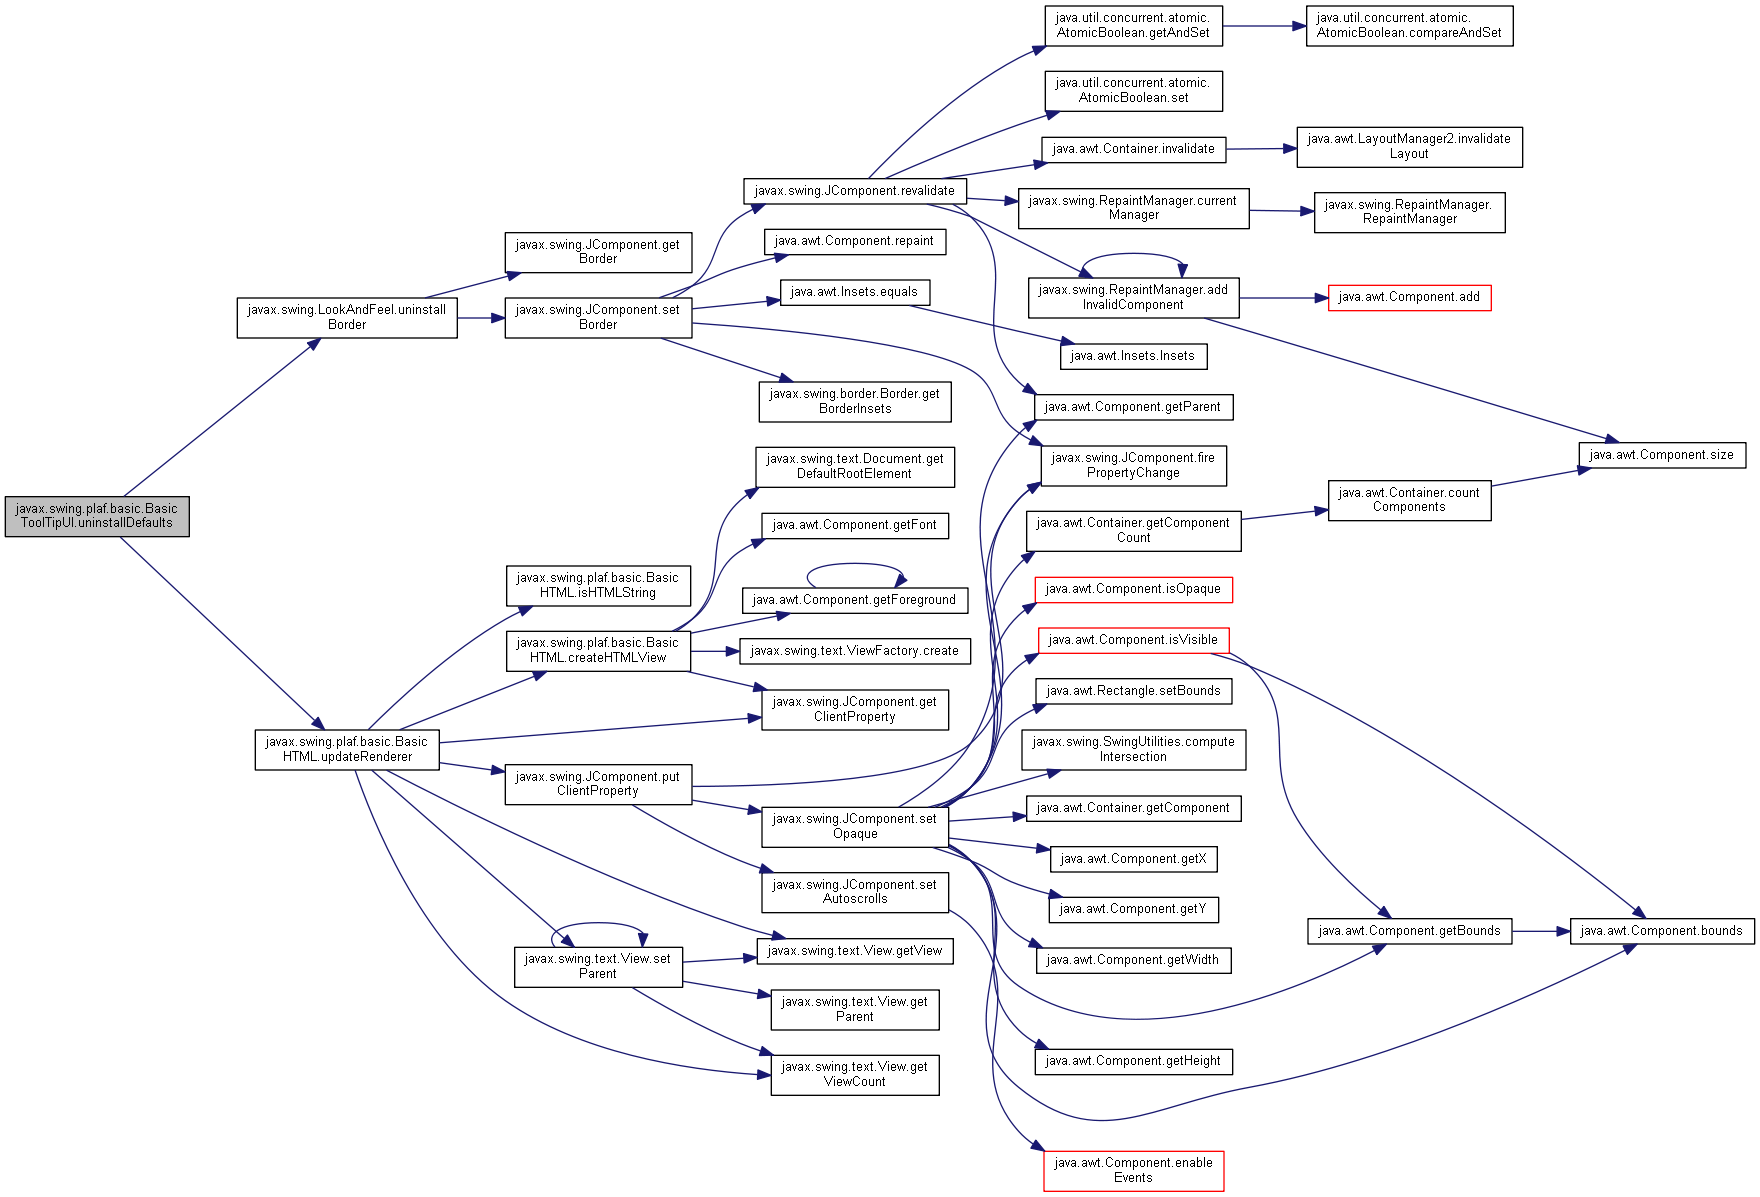 javax.swing.plaf.basic.Basic
ToolTipUI.uninstallDefaults
javax.swing.LookAndFeel.uninstall
Border
javax.swing.plaf.basic.Basic
HTML.updateRenderer
javax.swing.JComponent.get
Border
javax.swing.JComponent.set
Border
javax.swing.plaf.basic.Basic
HTML.isHTMLString
javax.swing.plaf.basic.Basic
HTML.createHTMLView
javax.swing.JComponent.put
ClientProperty
javax.swing.text.View.set
Parent
javax.swing.JComponent.revalidate
java.awt.Component.repaint
java.awt.Insets.equals
javax.swing.border.Border.get
BorderInsets
javax.swing.text.Document.get
DefaultRootElement
java.awt.Component.getFont
java.awt.Component.getForeground
javax.swing.text.ViewFactory.create
javax.swing.JComponent.get
ClientProperty
javax.swing.JComponent.set
Opaque
javax.swing.JComponent.set
Autoscrolls
javax.swing.text.View.getView
javax.swing.text.View.get
Parent
javax.swing.text.View.get
ViewCount
java.util.concurrent.atomic.
AtomicBoolean.getAndSet
java.util.concurrent.atomic.
AtomicBoolean.set
java.awt.Container.invalidate
javax.swing.RepaintManager.current
Manager
javax.swing.RepaintManager.add
InvalidComponent
java.awt.Insets.Insets
java.awt.Component.getParent
javax.swing.JComponent.fire
PropertyChange
java.awt.Container.getComponent
Count
java.awt.Component.isOpaque
java.awt.Component.isVisible
java.awt.Rectangle.setBounds
javax.swing.SwingUtilities.compute
Intersection
java.awt.Container.getComponent
java.awt.Component.getX
java.awt.Component.getY
java.awt.Component.getWidth
java.awt.Component.getHeight
java.awt.Component.enable
Events
java.util.concurrent.atomic.
AtomicBoolean.compareAndSet
java.awt.LayoutManager2.invalidate
Layout
javax.swing.RepaintManager.
RepaintManager
java.awt.Component.add
java.awt.Container.count
Components
java.awt.Component.getBounds
java.awt.Component.size
java.awt.Component.bounds